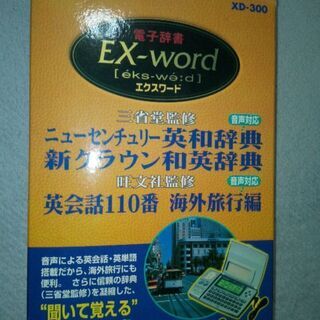 XD-300
電子辞書
EX-word
[éks-wé:d]
エクスワード
三省堂監修
音声対応
ニューセンチュリー英和辞典
新クラウン和英辞典
旺文社監修
音声対応
英会話110番 海外旅行編
音声による英会話・英単語
搭載だから、海外旅行にも
便利。さらに信頼の辞典
(三省堂監修)を凝縮した、
"聞いて覚える"